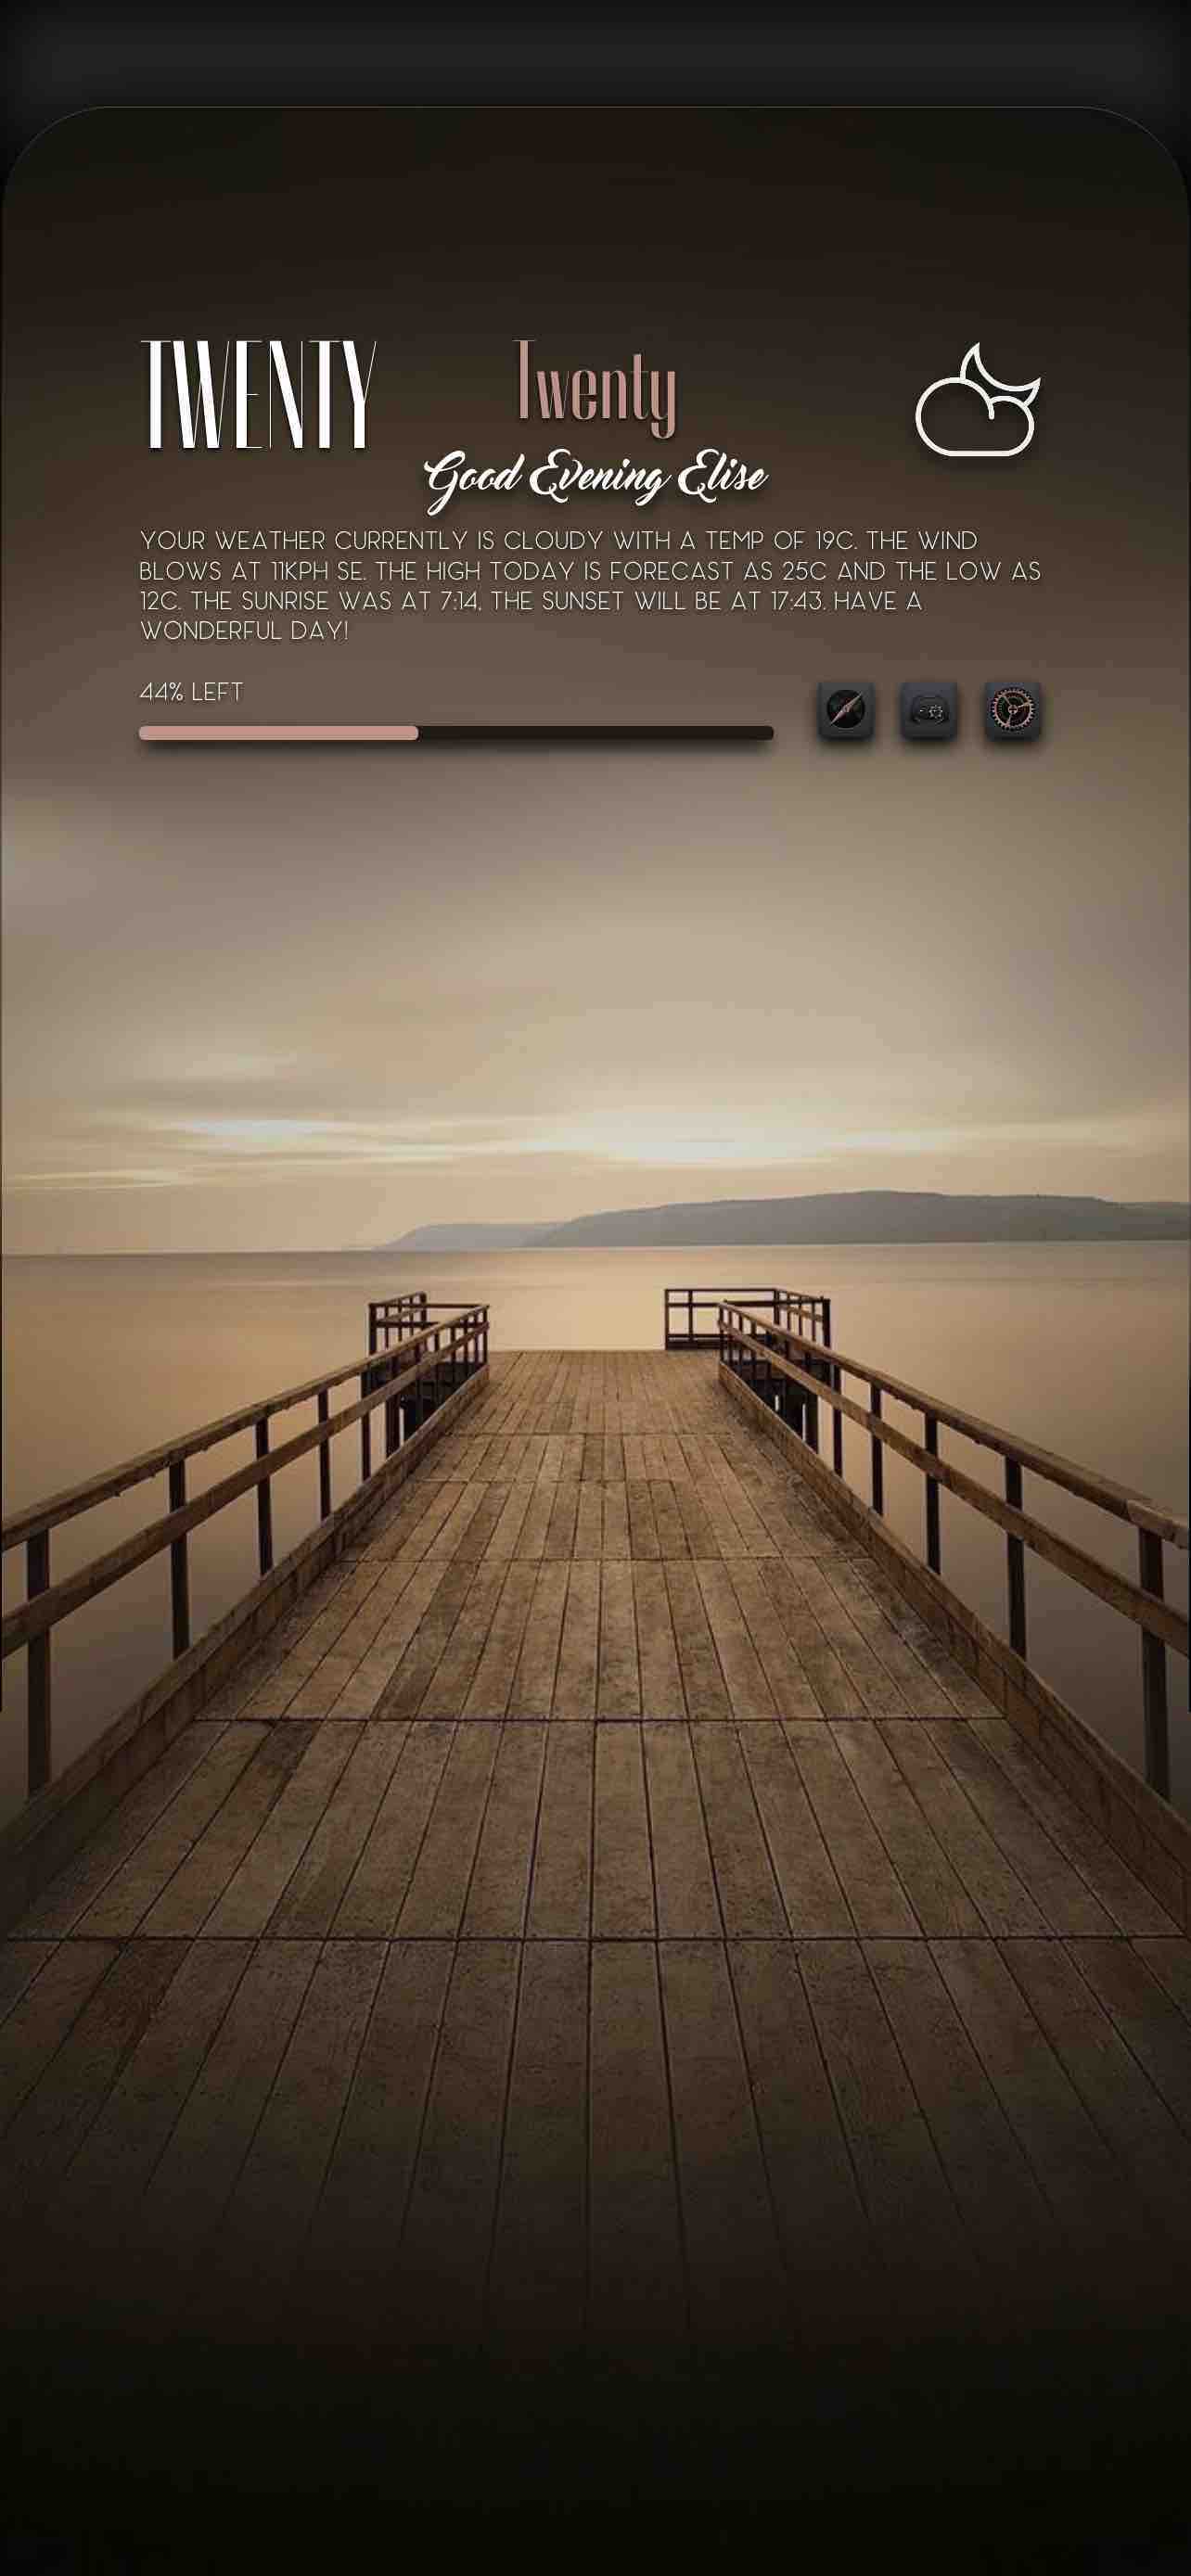 TWENTY
Twenty
Good Evening Elise
YOUR WEATHER CURRENTLY IS CLOUDY WITH A TEMP OF 19C. THE WIND
BLOWS AT 11KPH SE. THE HIGH TODAY IS FORECAST AS 25C AND THE LOW AS
12C. THE SUNRISE WAS AT 7:14, THE SUNSET WILL BE AT 17:43. HAVE A
WONDERFUL DAY!
44% LEFT